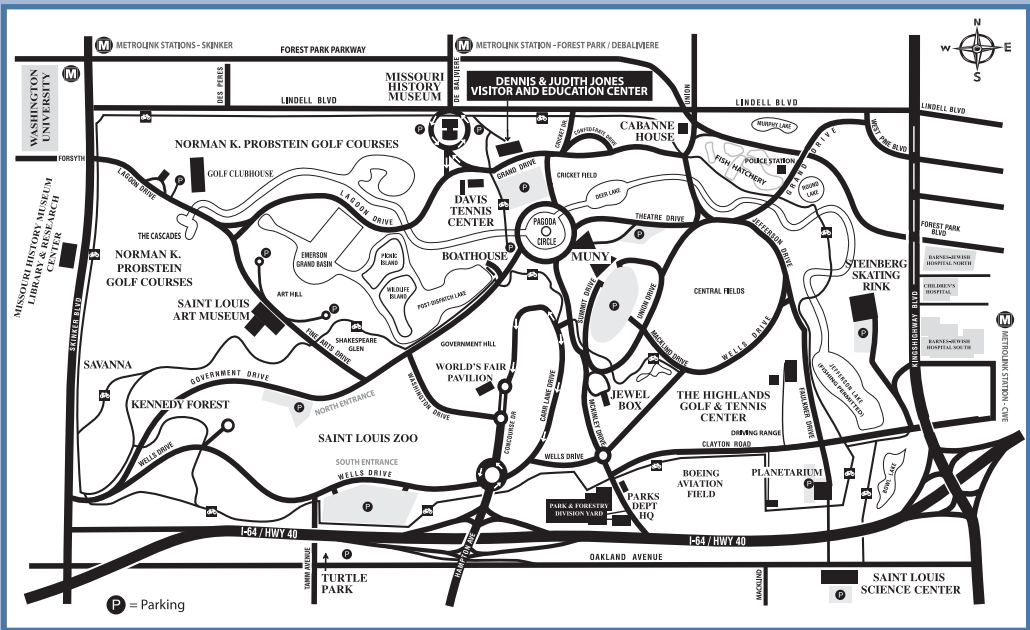 N
W E
S
M METROLINK STATIONS - SKINKER
M METROLINK STATION - FOREST PARK / DEBALIVIERE
FOREST PARK PARKWAY
M
WASHINGTON
UNIVERSITY
DES PERES
MISSOURI
HISTORY
MUSEUM
DE BALIVIERE
DENNIS & JUDITH JONES
VISITOR AND EDUCATION CENTER
UNION
LINDELL BLVD
LINDELL BLVD
LINDELL BLVD
P
P
CRICKET DR
CONFEDERATE DRIVE
CABANNE
HOUSE
MURPHY LAKE
WEST PINE BLVD
FORSYTH
NORMAN K. PROBSTEIN GOLF COURSES
LAGOON DRIVE
P
GOLF CLUBHOUSE
GRAND DRIVE
P
CRICKET FIELD
FISH HATCHERY
POLICE STATION
GRAND DRIVE
ROUND
LAKE
DEER LAKE
LAGOON DRIVE
DAVIS
TENNIS
CENTER
PAGODA
CIRCLE
THEATRE DRIVE
P
JEFFERSON DRIVE
FOREST PARK
BLVD
MISSOURI HISTORY MUSEUM
LIBRARY & RESEARCH
CENTER
THE CASCADES
NORMAN K.
PROBSTEIN
GOLF COURSES
P
EMERSON
GRAND BASIN
PICNIC
ISLAND
WILDLIFE
ISLAND
BOATHOUSE
P
POST-DISPATCH LAKE
MUNY
STEINBERG
SKATING
RINK
BARNES-JEWISH
HOSPITAL NORTH
CHILDREN'S
HOSPITAL
BARNES-JEWISH
HOSPITAL SOUTH
M
METROLINK STATION - CWE
KINGSHIGHWAY BLVD
SKINKER BLVD
ART HILL
SAINT LOUIS
ART MUSEUM
P
SHAKESPEARE
GLEN
FINE ARTS DRIVE
GOVERNMENT HILL
SUMMIT DRIVE
P
UNION DRIVE
CENTRAL FIELDS
MACKLIND DRIVE
WELLS DRIVE
P
JEFFERSON LAKE
(FISHING PERMITTED)
SAVANNA
GOVERNMENT DRIVE
KENNEDY FOREST
P
NORTH ENTRANCE
WORLD'S FAIR
PAVILION
WASHINGTON DRIVE
CONCOURSE DR
CARR LANE DRIVE
MCKINLEY DRIVE
JEWEL
BOX
THE HIGHLANDS
GOLF & TENNIS
CENTER
DRIVING RANGE
FAULKNER DRIVE
CLAYTON ROAD
WELLS DRIVE
SAINT LOUIS ZOO
SOUTH ENTRANCE
WELLS DRIVE
P
WELLS DRIVE
BOEING
AVIATION
FIELD
PLANETARIUM
P
BOWL LAKE
PARK & FORESTRY
DIVISION YARD
PARKS
DEPT
HQ
I-64 / HWY 40
I-64 / HWY 40
OAKLAND AVENUE
TAMM AVENUE
P
TURTLE
PARK
HAMPTON AVE
MACKLIND
SAINT LOUIS
SCIENCE CENTER
P
P = Parking